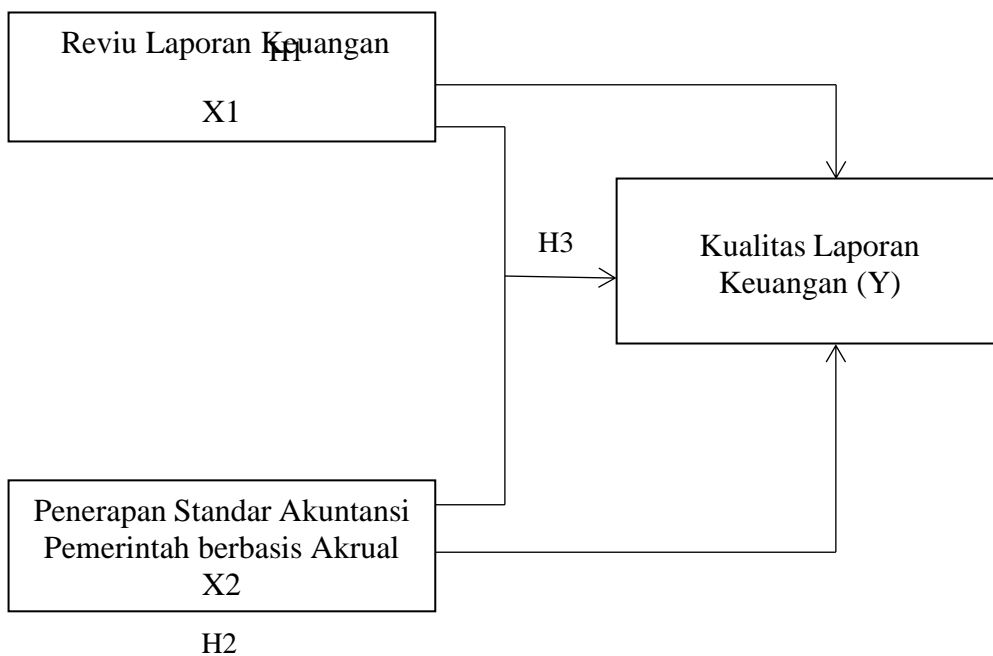 Reviu Laporan Keuangan
H1
X1
H3
Kualitas Laporan
Keuangan (Y)
Penerapan Standar Akuntansi
Pemerintah berbasis Akrual
X2
H2